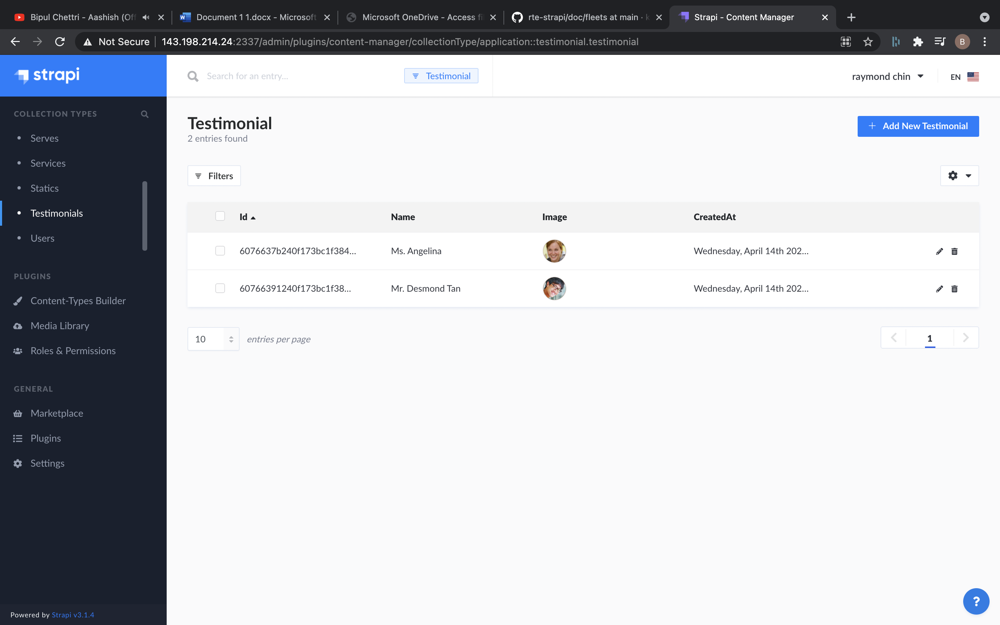 Bipul Chettri - Aashish (Off
Document 1 1.docx - Microsoft
Microsoft OneDrive - Access fil
rte-strapi/doc/fleets at main · k
Strapi - Content Manager
Not Secure
143.198.214.24:2337/admin/plugins/content-manager/collectionType/application::testimonial.testimonial
B
strapi
Search for an entry...
Testimonial
raymond chin
EN
COLLECTION TYPES
Serves
Services
Statics
Testimonials
Users
PLUGINS
Content-Types Builder
Media Library
Roles & Permissions
GENERAL
Marketplace
Plugins
Settings
Powered by Strapi v3.1.4
Testimonial
2 entries found
Add New Testimonial
Filters
Id Name Image CreatedAt
6076637b240f173bc1f384... Ms. Angelina Wednesday, April 14th 202...
60766391240f173bc1f38... Mr. Desmond Tan Wednesday, April 14th 202...
10 entries per page
1
?